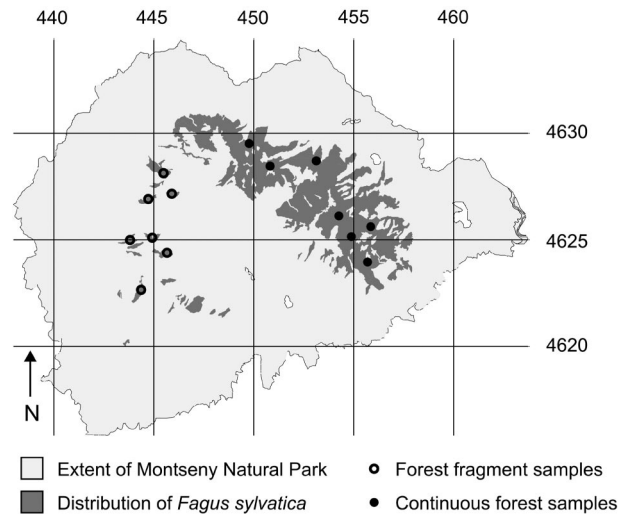 440 445 450 455 460
4630
4625
4620
N
Extent of Montseny Natural Park
Forest fragment samples
Distribution of Fagus sylvatica
Continuous forest samples